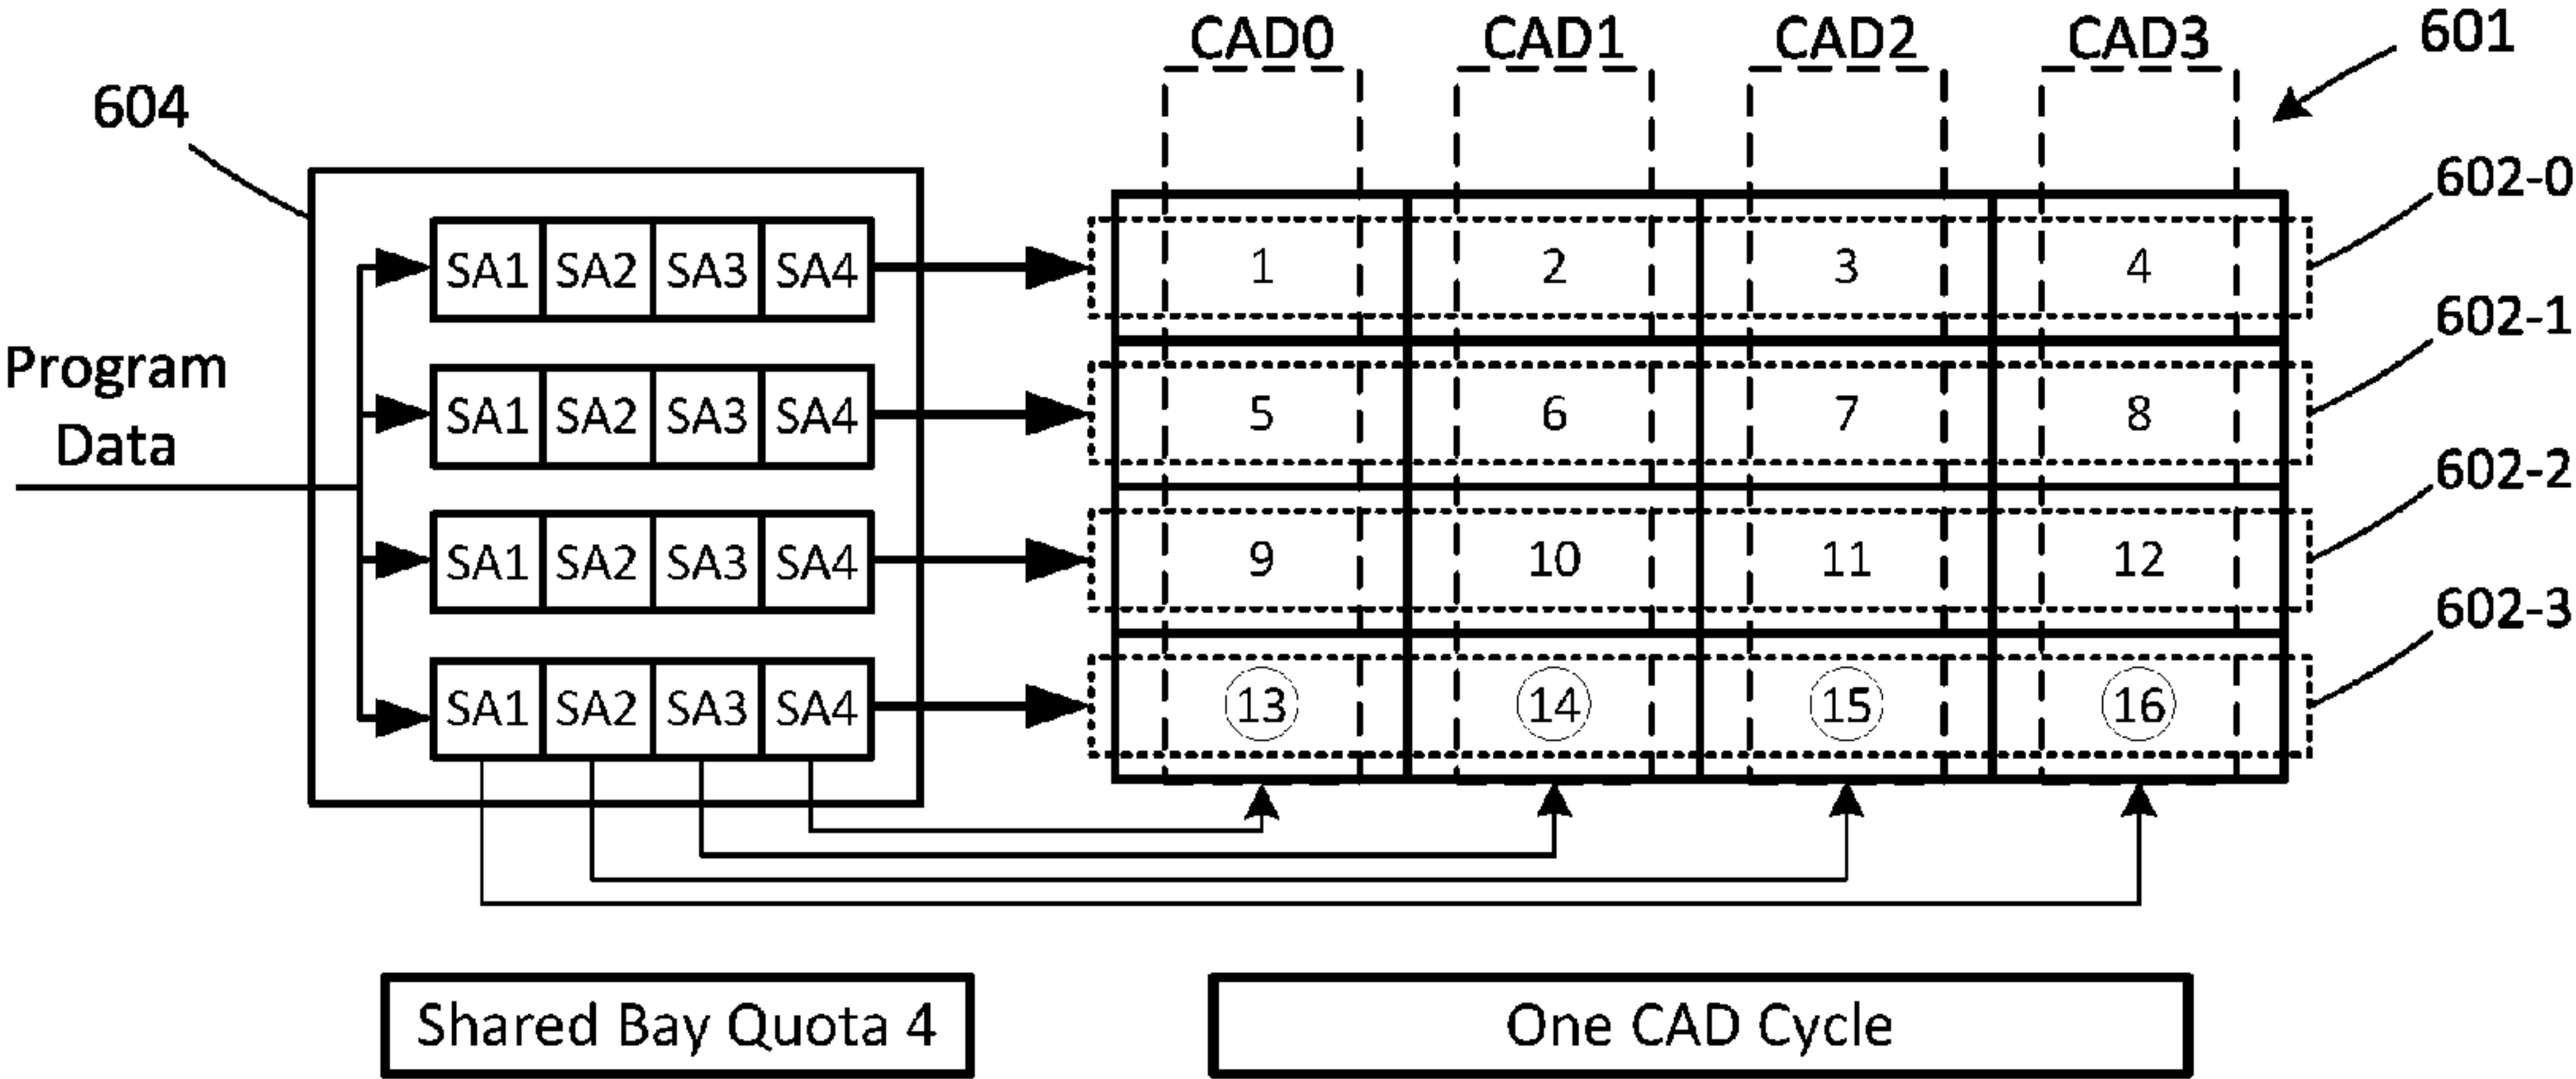 CAD0 CAD1 CAD2 CAD3 601
604
602-0
SA1 SA2 SA3 SA4 1 2 3 4
602-1
Program
Data
SA1 SA2 SA3 SA4 5 6 7 8
602-2
SA1 SA2 SA3 SA4 9 10 11 12
602-3
SA1 SA2 SA3 SA4 13 14 15 16
Shared Bay Quota 4
One CAD Cycle